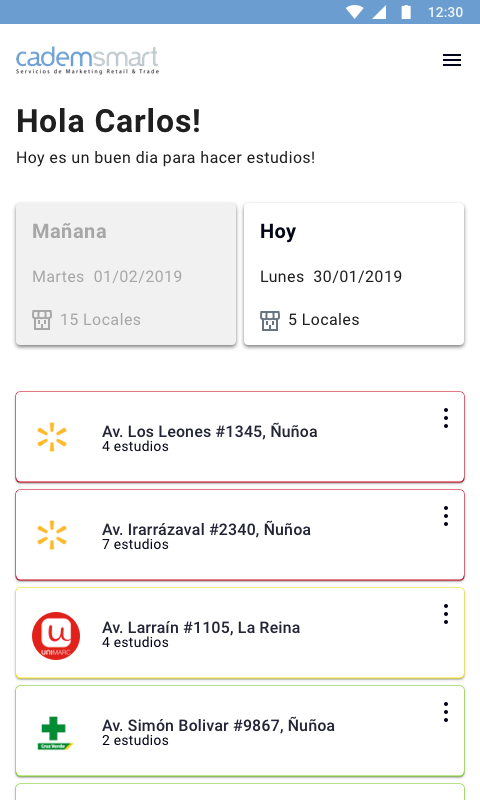 12:30
cademsmart
Servicios de Marketing Retail & Trade
Hola Carlos!
Hoy es un buen dia para hacer estudios!
Mañana
Martes 01/02/2019
15 Locales
Hoy
Lunes 30/01/2019
5 Locales
Av. Los Leones #1345, Ñuñoa
4 estudios
Av. Irarrázaval #2340, Ñuñoa
7 estudios
u
UNIMARC
Av. Larraín #1105, La Reina
4 estudios
Cruz Verde
Av. Simón Bolivar #9867, Ñuñoa
2 estudios